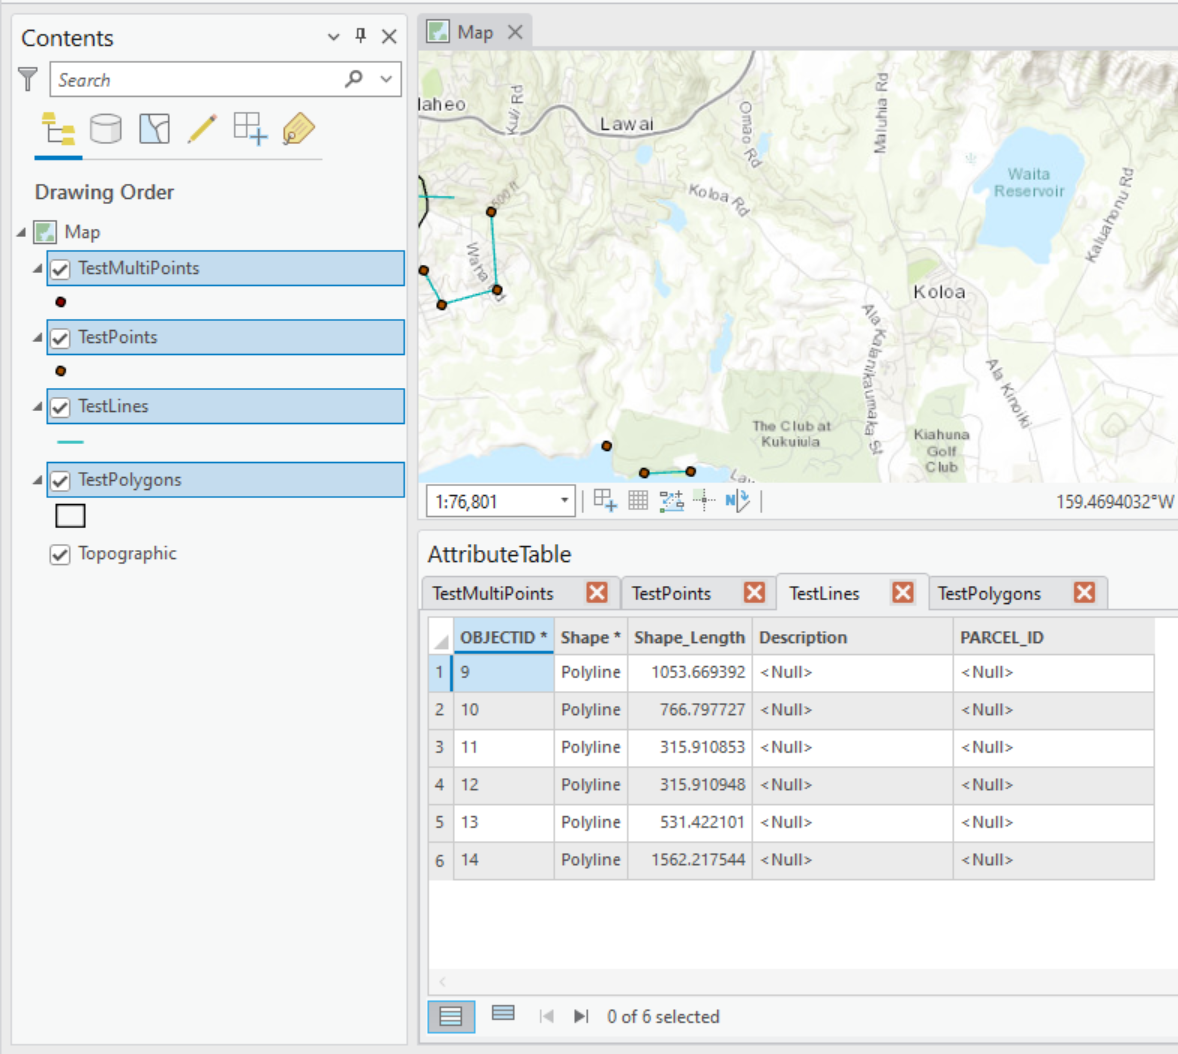 Contents
Search
Drawing Order
Map
TestMultiPoints
TestPoints
TestLines
TestPolygons
Topographic
Map
laheo
Kuli Rd
Lawai
Omao Rd
Maluhia Rd
Waita
Reservoir
Kaluahonu Rd
500 ft
Koloa Rd
Koloa
Ala Kalanikaumaka St
Ala Kinoiki
The Club at
Kukuiula
Kiahuna
Golf
Club
1:76,801
N
159.4694032°W
AttributeTable
TestMultiPoints TestPoints TestLines TestPolygons
OBJECTID * Shape * Shape_Length Description PARCEL_ID
1 9 Polyline 1053.669392 <Null> <Null>
2 10 Polyline 766.797727 <Null> <Null>
3 11 Polyline 315.910853 <Null> <Null>
4 12 Polyline 315.910948 <Null> <Null>
5 13 Polyline 531.422101 <Null> <Null>
6 14 Polyline 1562.217544 <Null> <Null>
0 of 6 selected